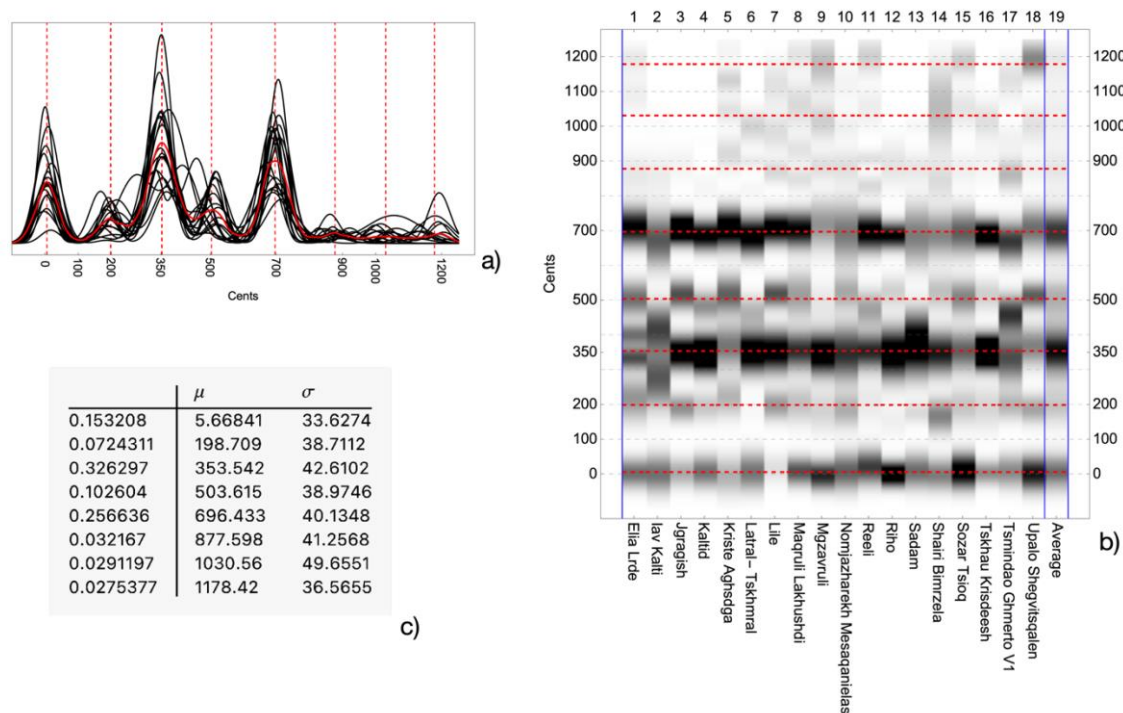 0
100
200
350
500
700
900
1200
Cents
a)
μ σ
0.153208 5.66841 33.6274
0.0724311 198.709 38.7112
0.326297 353.542 42.6102
0.102604 503.615 38.9746
0.256636 696.433 40.1348
0.032167 877.598 41.2568
0.0291197 1030.56 49.6551
0.0275377 1178.42 36.5655
c)
1 2 3 4 5 6 7 8 9 10 11 12 13 14 15 16 17 18 19
1200 1200
1100 1100
1000 1000
900 900
700 700
500 500
350 350
200 200
100 100
0 0
Cents
Elia Lrde
Iav Kalti
Jgragish
Kaltid
Kriste Aghsdga
Latral- Tskhmral
Lile
Maqruli Lakhushdi
Mgzavruli
Nomjazharekh Mesaqanielas
Reeli
Riho
Sadam
Shairi Bimrzela
Sozar Tsioq
Tskhau Krisdeesh
Tsmindao Ghmerto V1
Upalo Shegvitsqalen
Average
b)